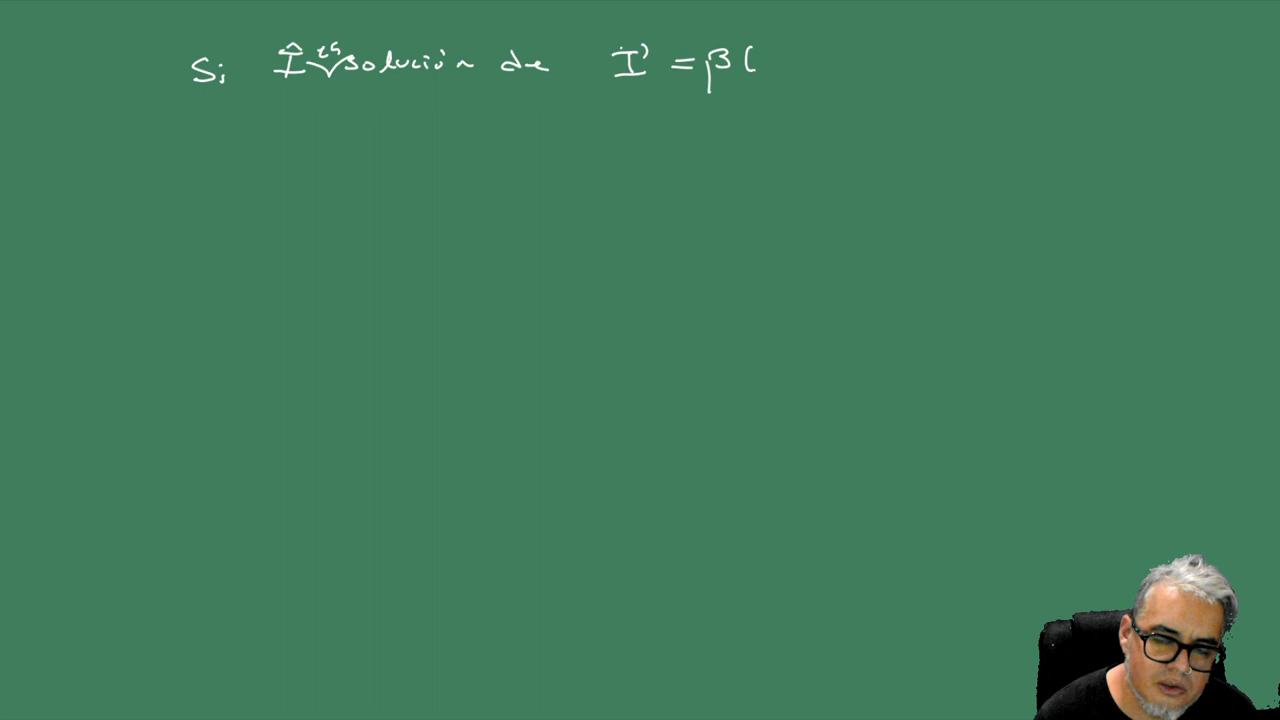 Si Î es solución de I' = β(